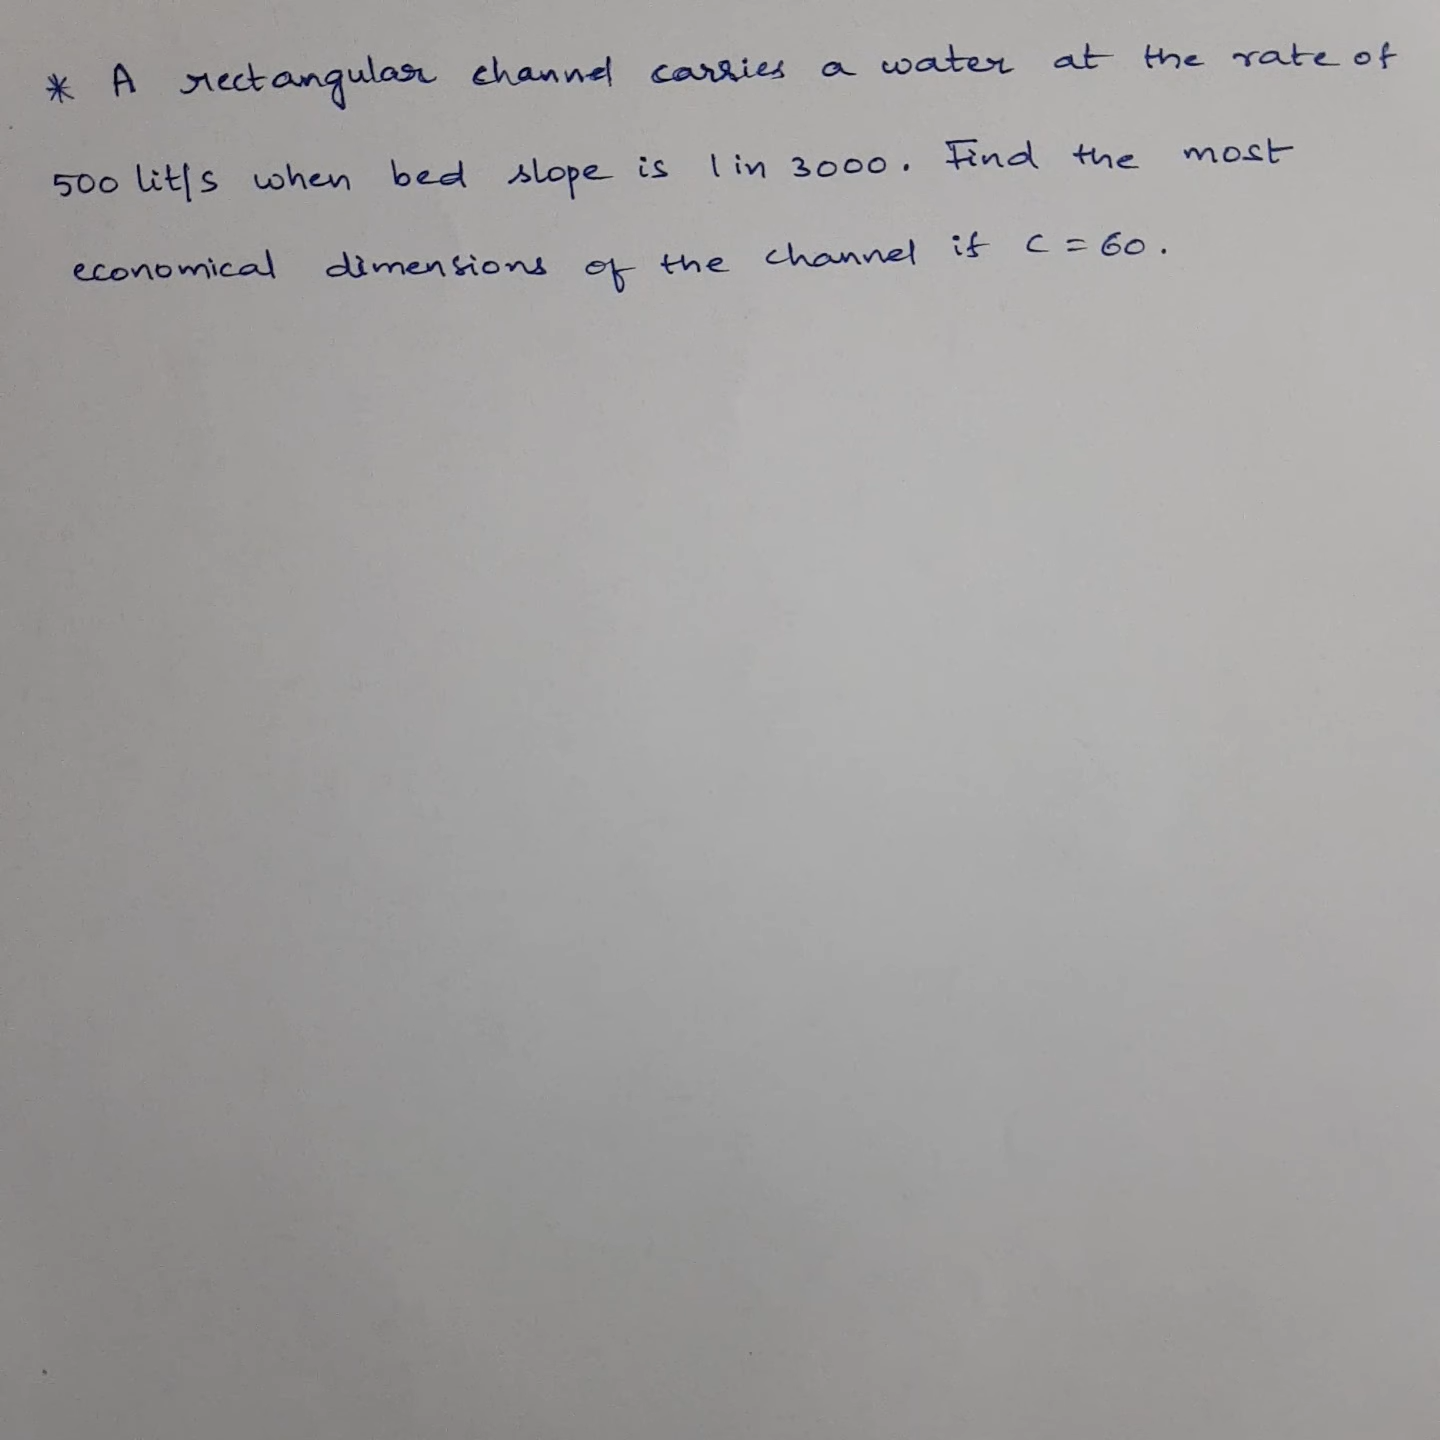 * A rectangular channel carries a water at the rate of
500 lit/s when bed slope is 1 in 3000. Find the most
economical dimensions of the channel if C = 60.